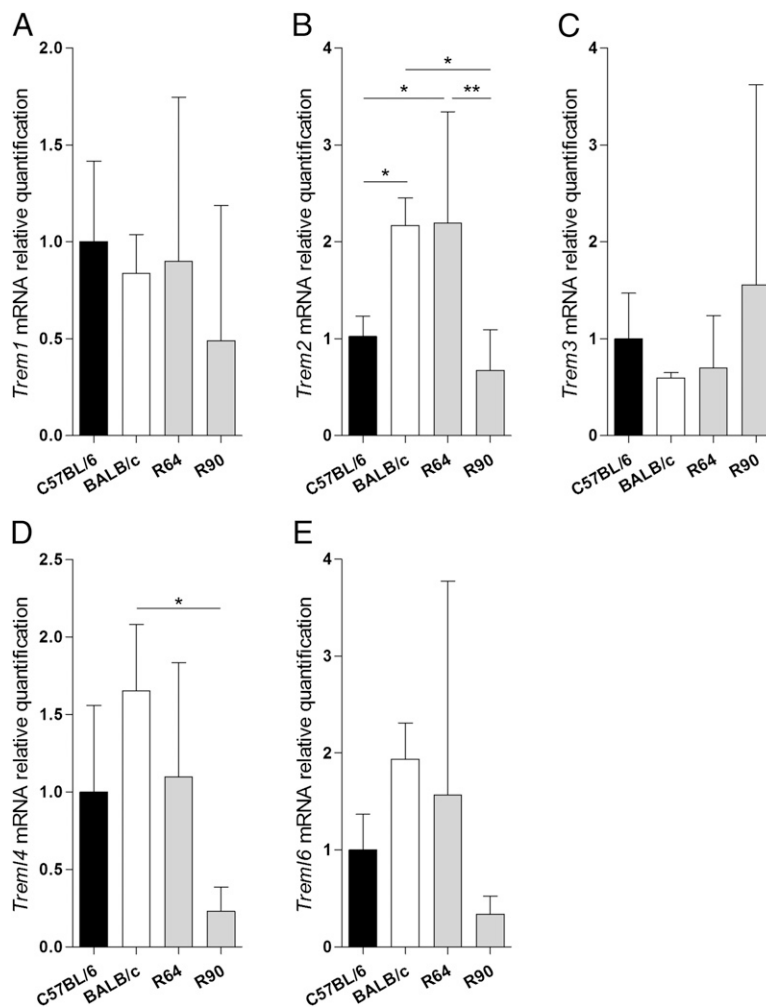 A
Trem1 mRNA relative quantification
2.0
1.5
1.0
0.5
0.0
C57BL/6
BALB/c
R64
R90
B
Trem2 mRNA relative quantification
4
3
2
1
0
*
*
**
*
C57BL/6
BALB/c
R64
R90
C
Trem3 mRNA relative quantification
4
3
2
1
0
C57BL/6
BALB/c
R64
R90
D
Treml4 mRNA relative quantification
2.5
2.0
1.5
1.0
0.5
0.0
*
C57BL/6
BALB/c
R64
R90
E
Treml6 mRNA relative quantification
4
3
2
1
0
C57BL/6
BALB/c
R64
R90